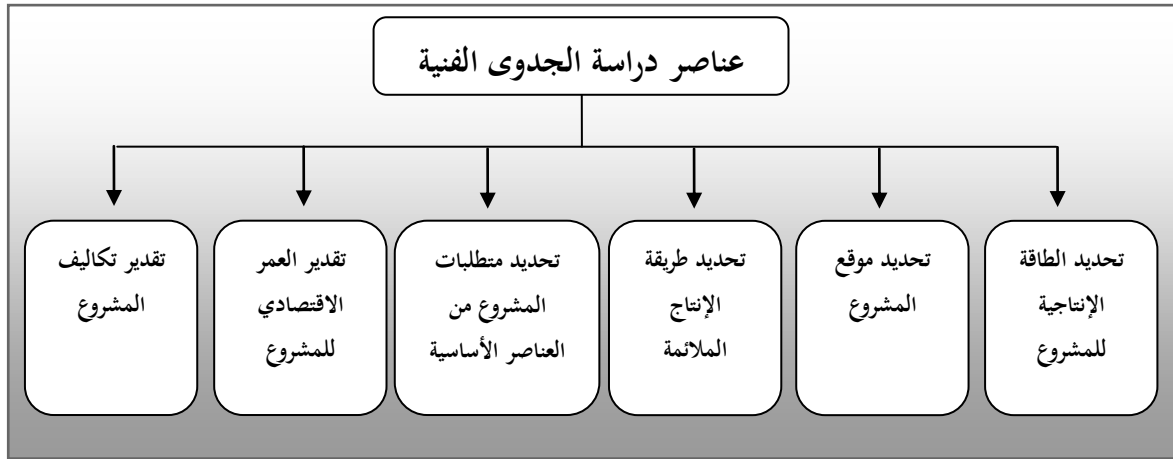 عناصر دراسة الجدوى الفنية
تحديد الطاقة
الإنتاجية
للمشروع
تحديد موقع
المشروع
تحديد طريقة
الإنتاج
الملائمة
تحديد متطلبات
المشروع من
العناصر الأساسية
تقدير العمر
الاقتصادي
للمشروع
تقدير تكاليف
المشروع